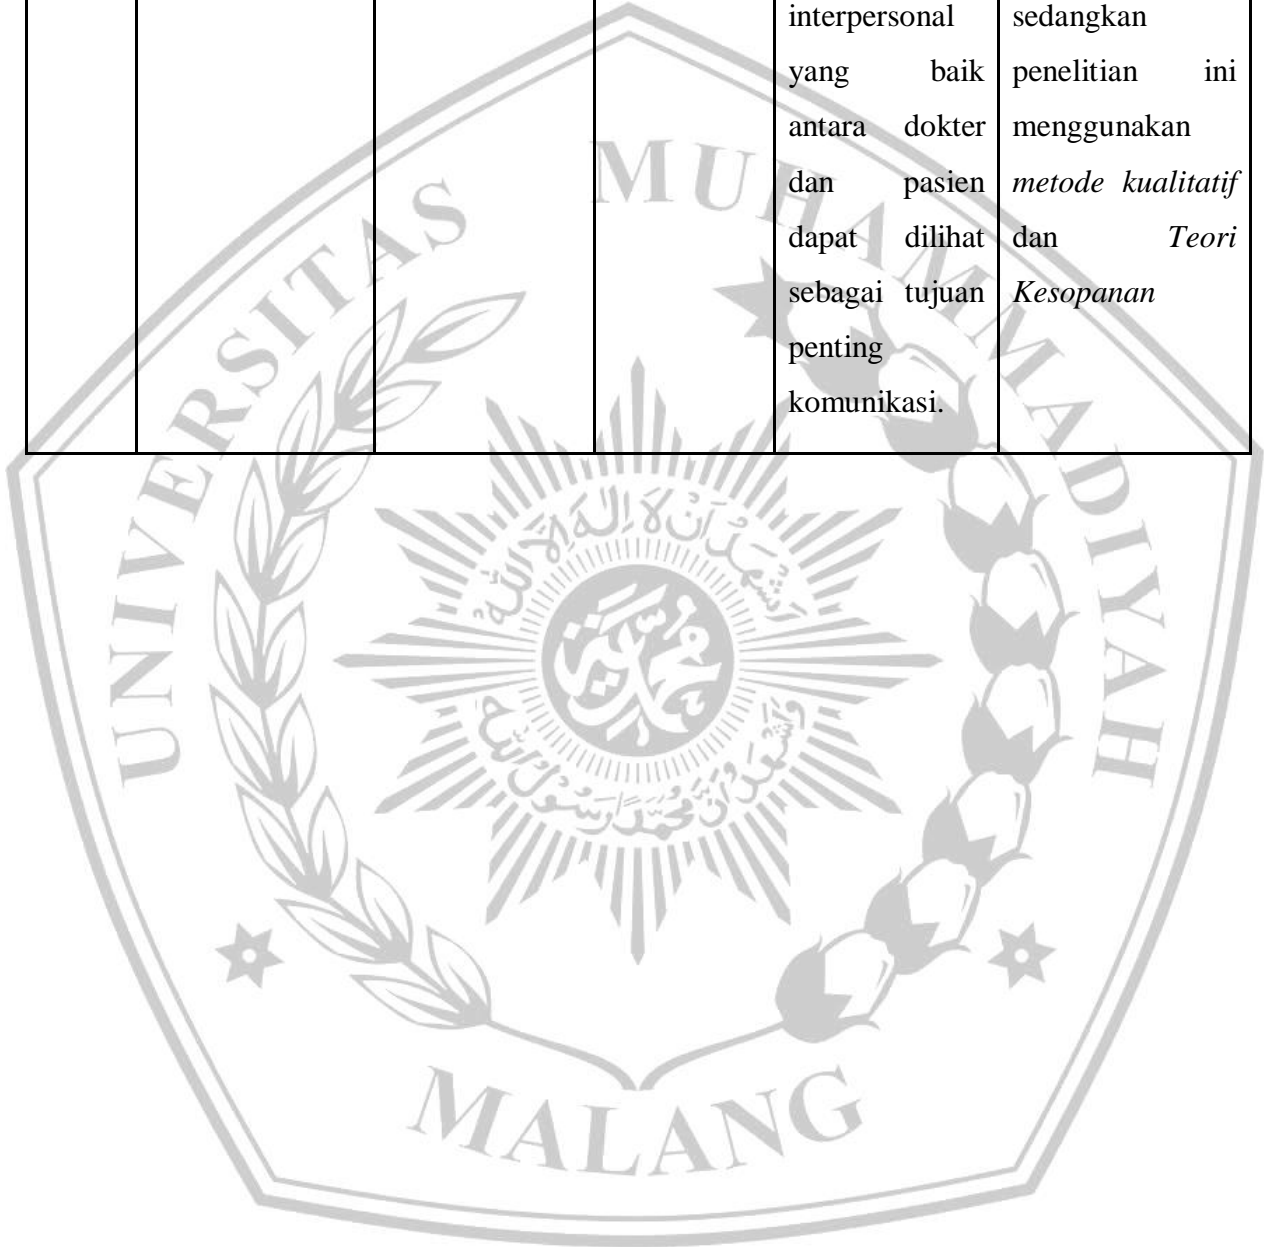 interpersonal
yang baik
antara dokter
dan pasien
dapat dilihat
sebagai tujuan
penting
komunikasi.
sedangkan
penelitian ini
menggunakan
metode kualitatif
dan Teori
Kesopanan
UNIVERSITAS MUHAMMADIYAH
MALANG